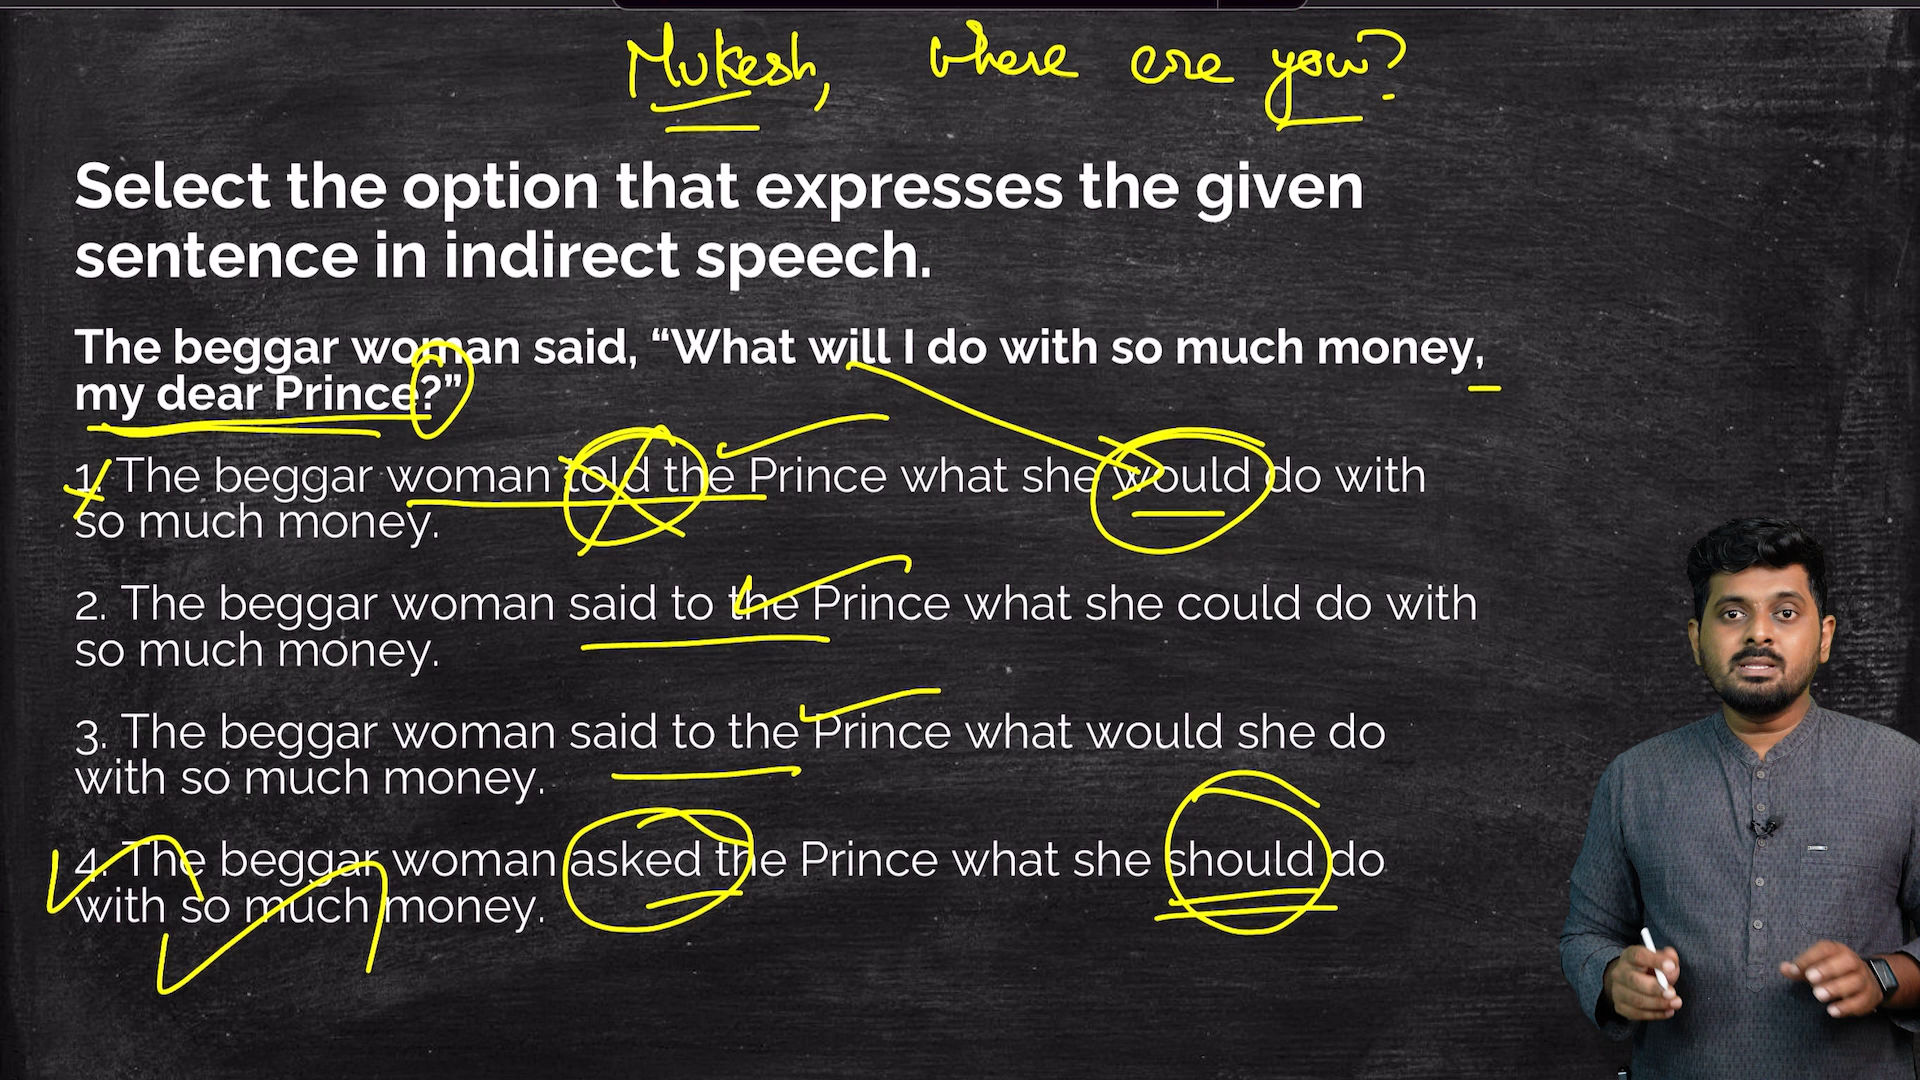 Mukesh, where are you?
Select the option that expresses the given
sentence in indirect speech.
The beggar woman said, “What will I do with so much money,
my dear Prince?”
1. The beggar woman told the Prince what she would do with
so much money.
2. The beggar woman said to the Prince what she could do with
so much money.
3. The beggar woman said to the Prince what would she do
with so much money.
4. The beggar woman asked the Prince what she should do
with so much money.